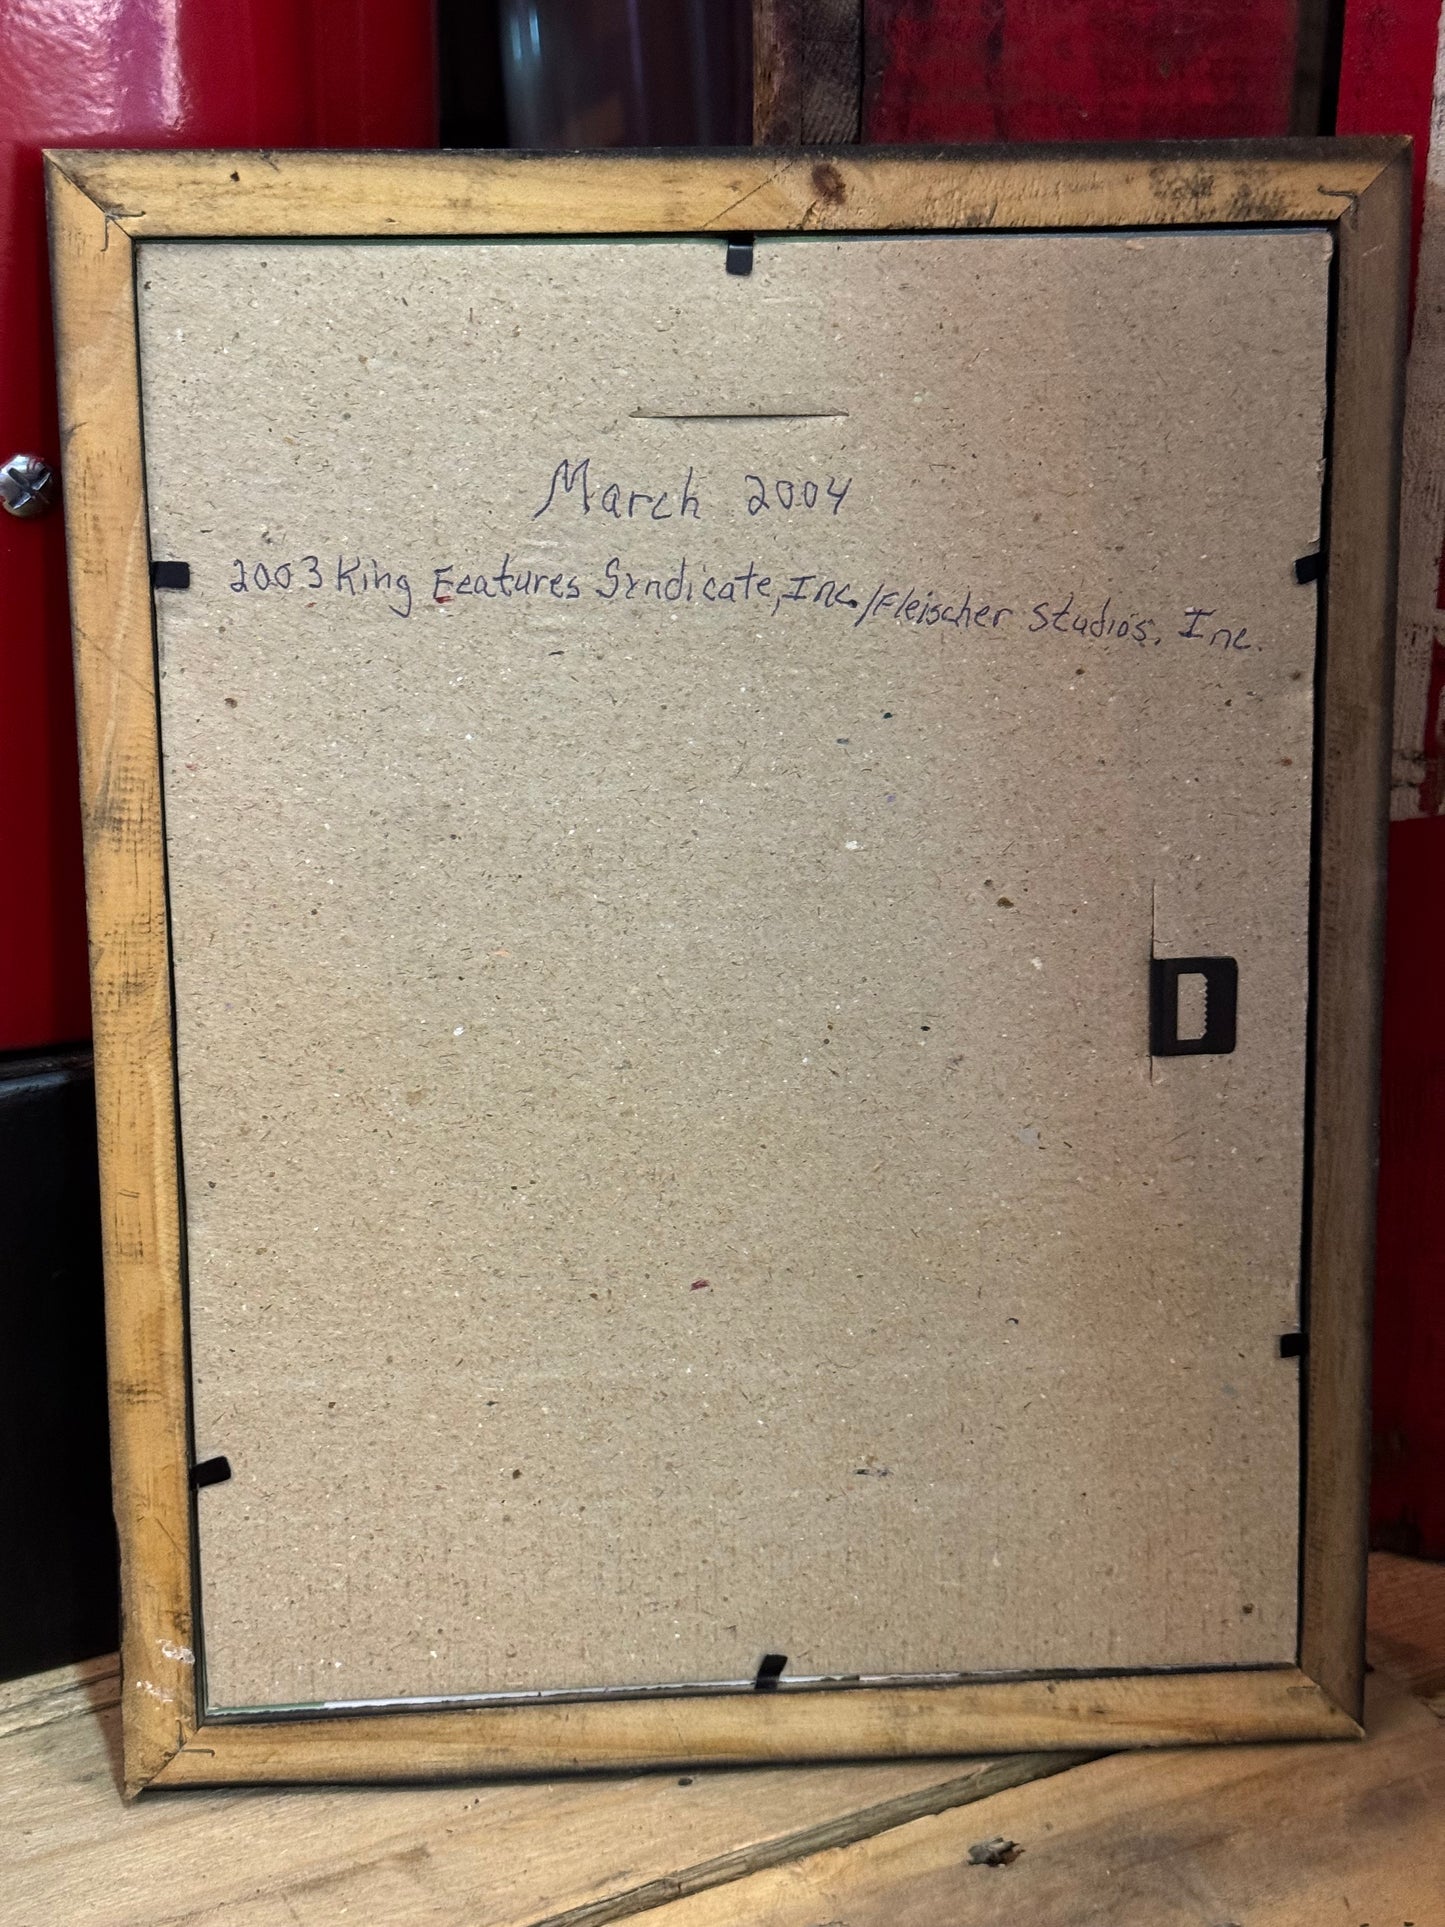 March 2004
2003 King Features Syndicate, Inc./Fleischer Studios, Inc.